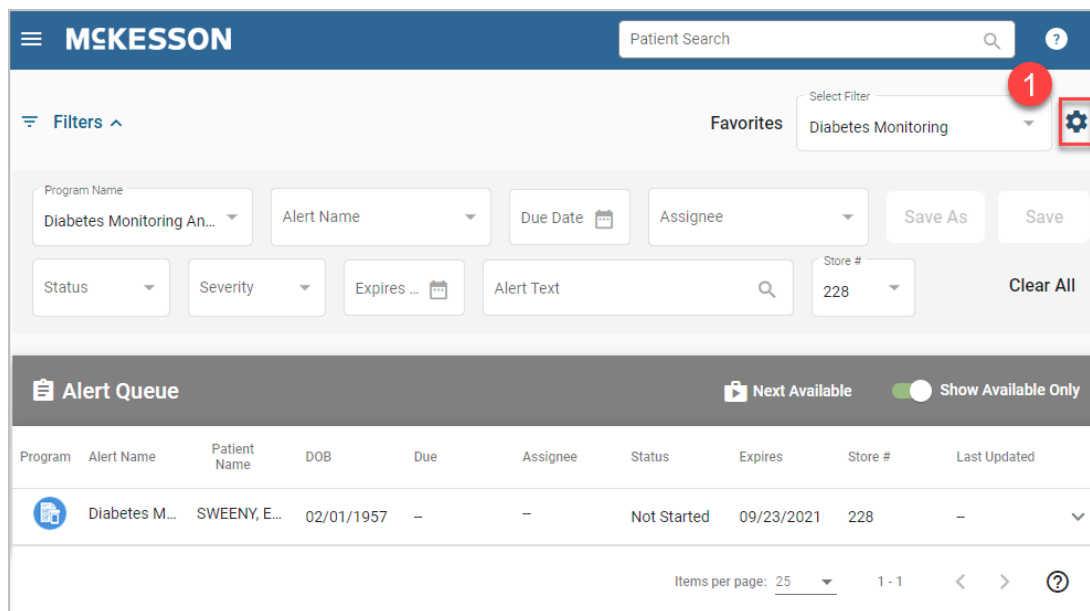 MCKESSON
Patient Search
?
1
Filters
Favorites
Select Filter
Diabetes Monitoring
Program Name
Diabetes Monitoring An...
Alert Name
Due Date
Assignee
Save As
Save
Status
Severity
Expires ...
Alert Text
Store #
228
Clear All
Alert Queue
Next Available
Show Available Only
Program Alert Name Patient Name DOB Due Assignee Status Expires Store # Last Updated
Diabetes M... SWEENY, E... 02/01/1957 -- -- Not Started 09/23/2021 228 --
Items per page: 25 1 - 1 ?